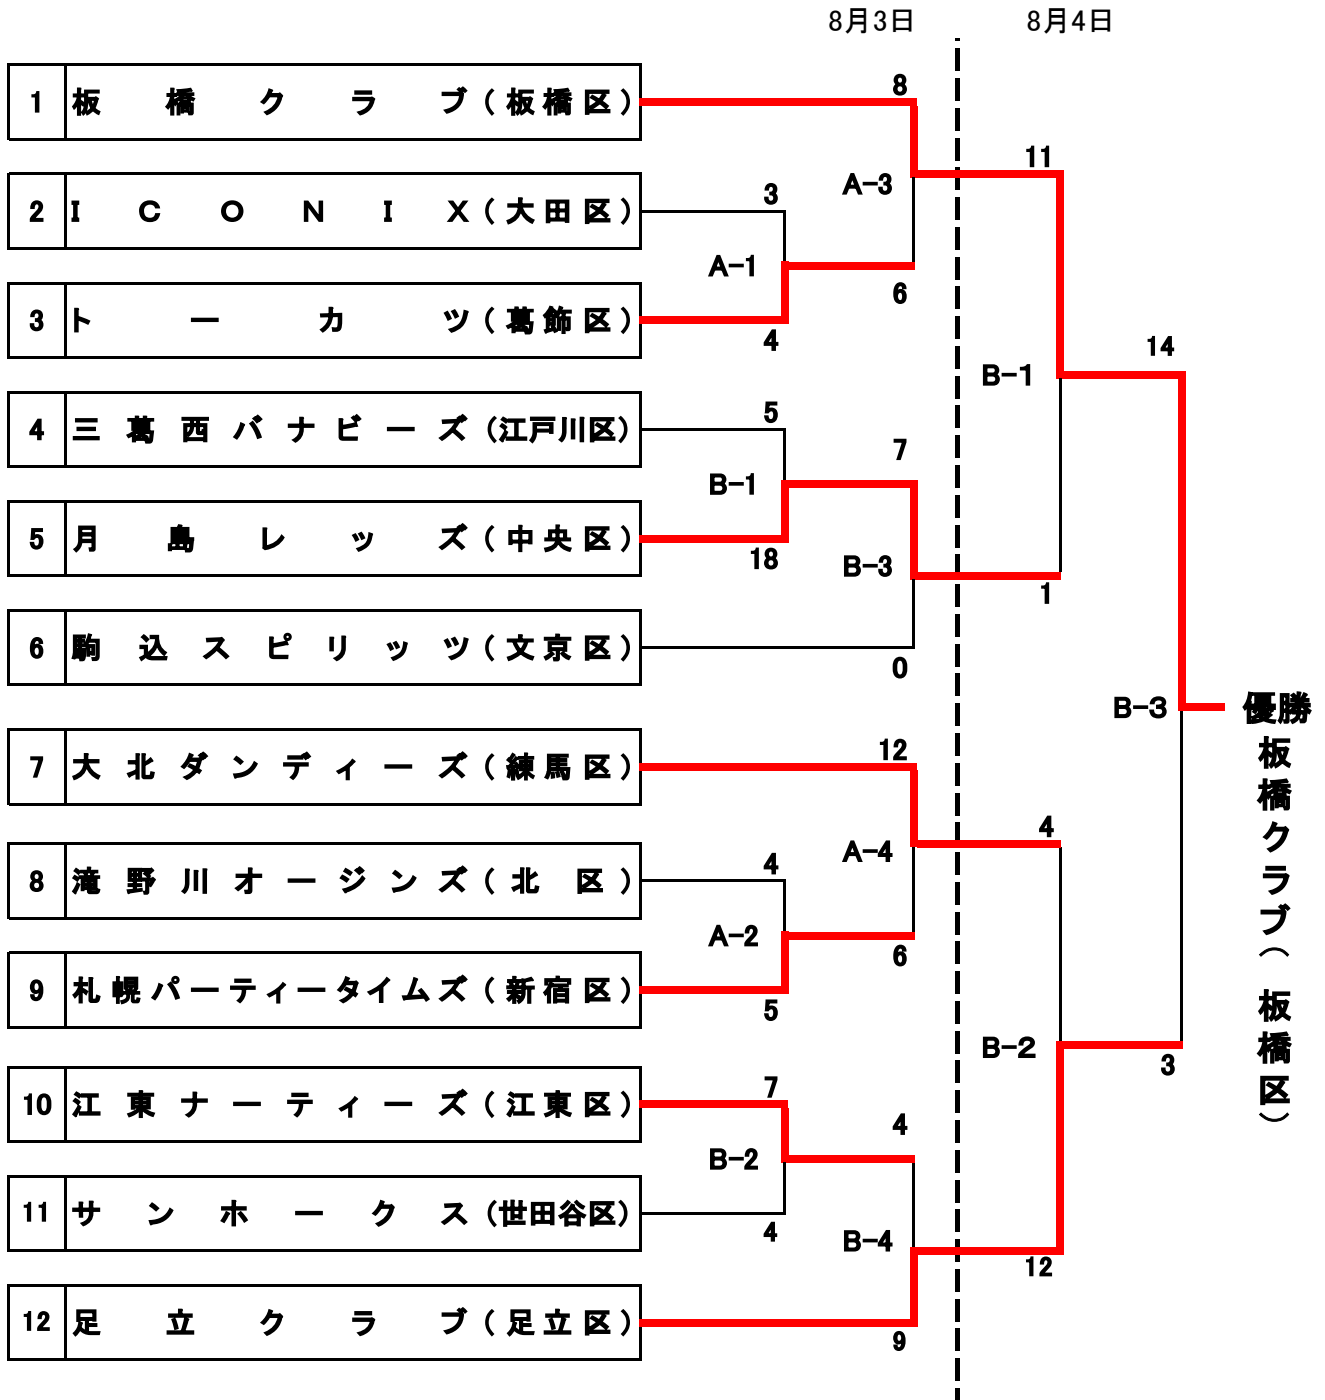 8月3日
8月4日
1 板橋クラブ(板橋区)
8
11
A-3
2 ICONIX(大田区)
3
A-1
6
3 トーカツ(葛飾区)
4
14
B-1
4 三葛西バナビーズ(江戸川区)
5
7
B-1
5 月島レッズ(中央区)
18
B-3
1
6 駒込スピリッツ(文京区)
0
B-3
優勝
板橋クラブ(板橋区)
7 大北ダンディーズ(練馬区)
12
4
A-4
8 滝野川オージンズ(北区)
4
A-2
6
9 札幌パーティータイムズ(新宿区)
5
B-2
3
10 江東ナーティーズ(江東区)
7
4
B-2
11 サンホークス(世田谷区)
4
B-4
12
12 足立クラブ(足立区)
9